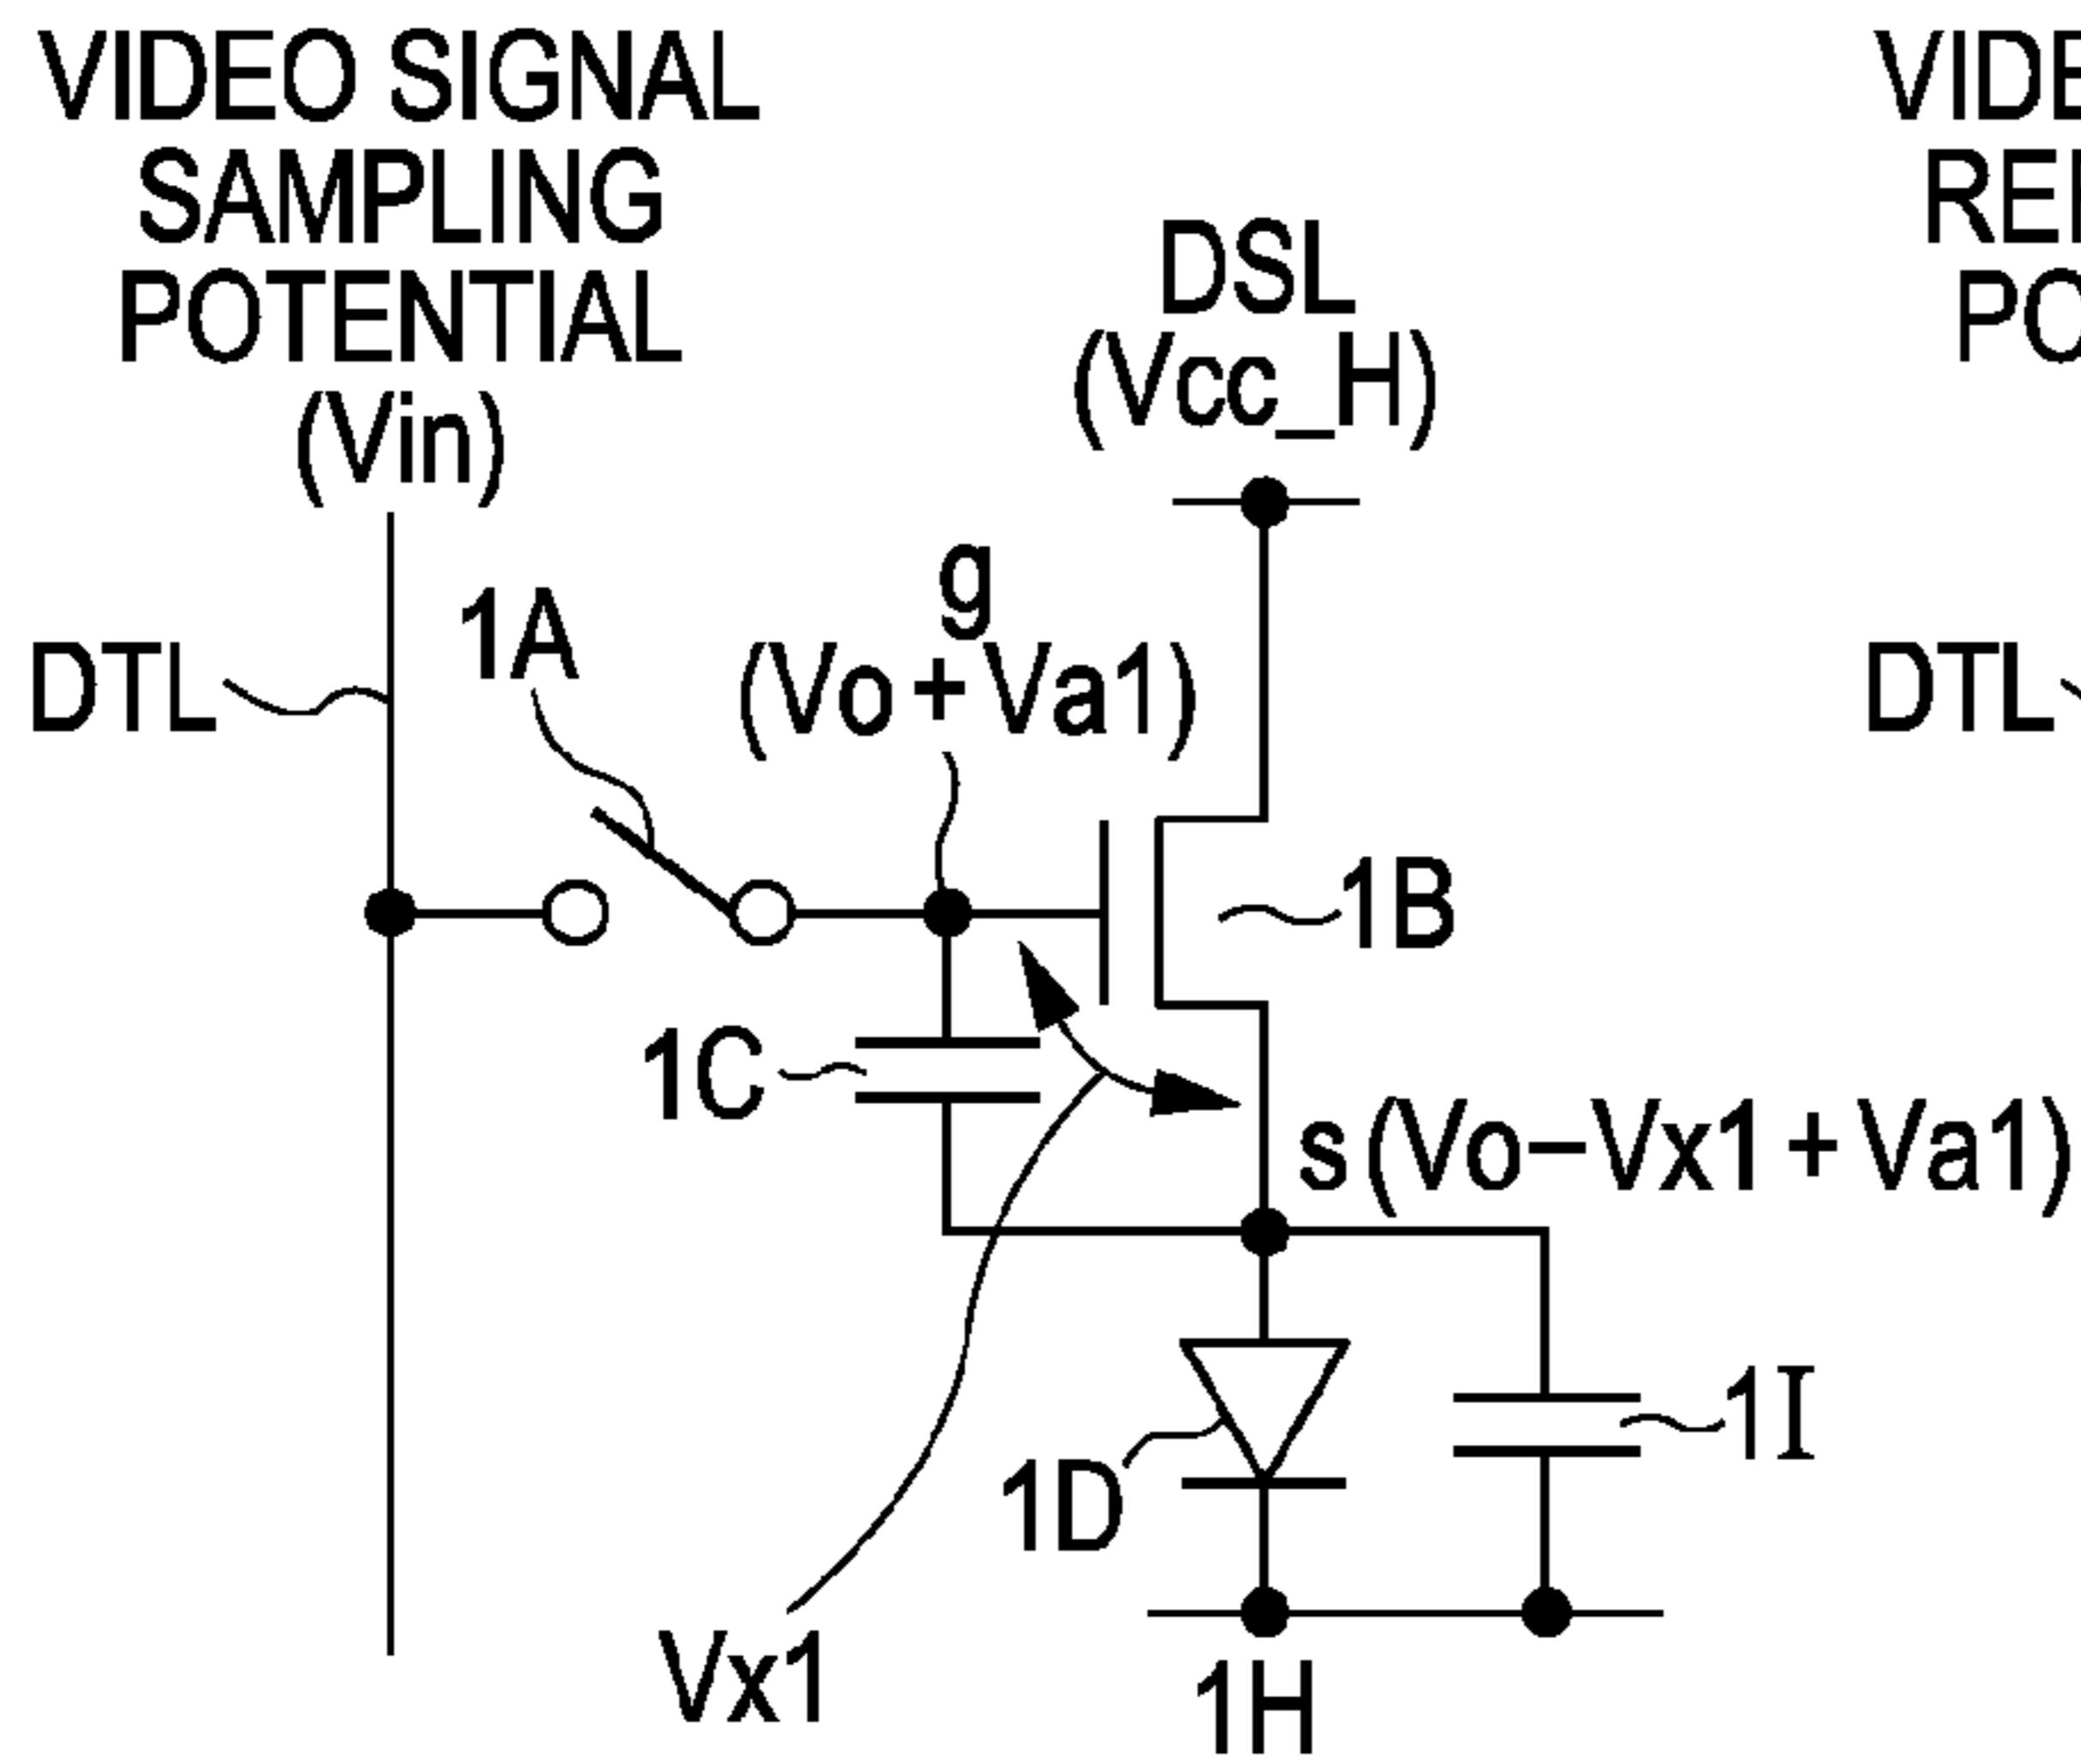 VIDEO SIGNAL
SAMPLING
POTENTIAL
(Vin)
DSL
(Vcc_H)
g
(Vo + Va1)
DTL
1A
1B
1C
s (Vo−Vx1 + Va1)
1D
1I
Vx1
1H
DTL